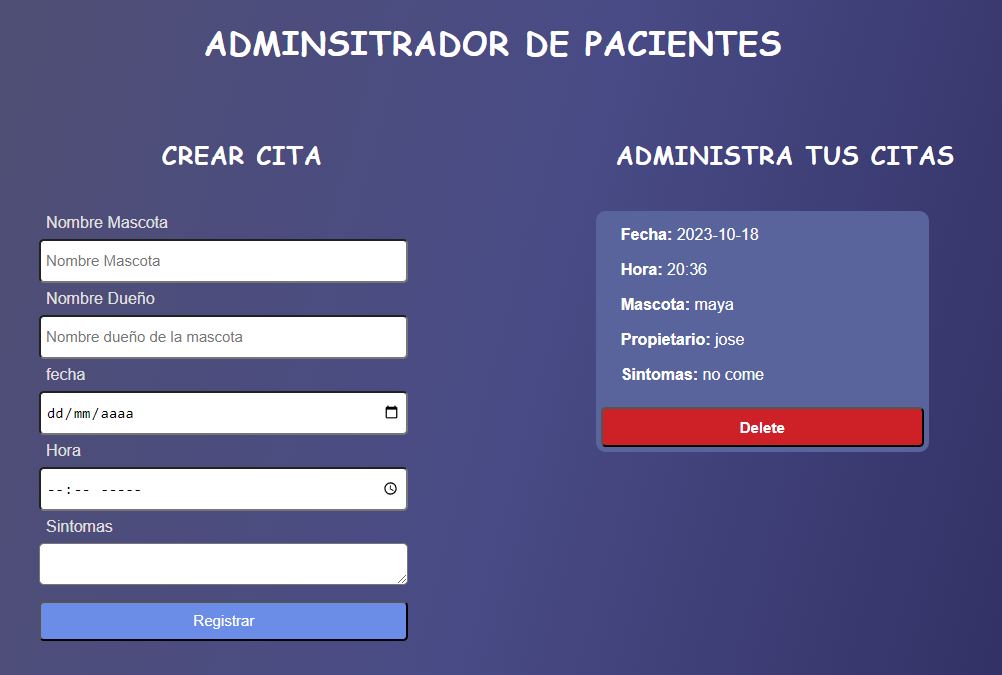 ADMINSITRADOR DE PACIENTES
CREAR CITA
Nombre Mascota
Nombre Mascota
Nombre Dueño
Nombre dueño de la mascota
fecha
dd/mm/aaaa
Hora
--:-- -----
Sintomas
Registrar
ADMINISTRA TUS CITAS
Fecha: 2023-10-18
Hora: 20:36
Mascota: maya
Propietario: jose
Sintomas: no come
Delete